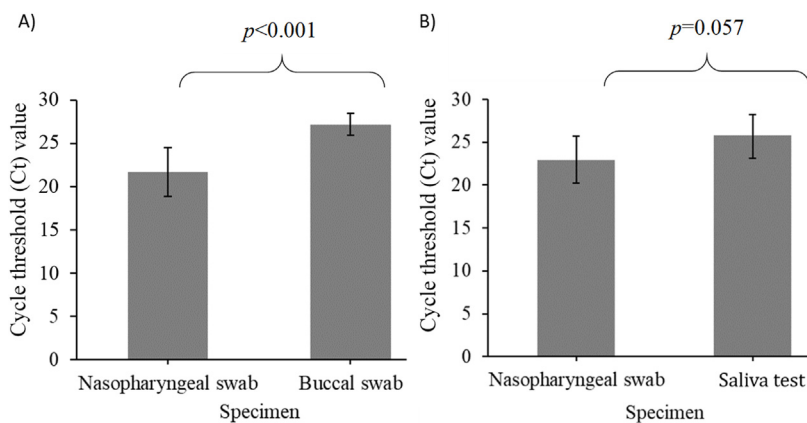 A)
p<0.001
30
25
20
15
10
5
0
Cycle threshold (Ct) value
Nasopharyngeal swab
Buccal swab
Specimen
B)
p=0.057
30
25
20
15
10
5
0
Cycle threshold (Ct) value
Nasopharyngeal swab
Saliva test
Specimen